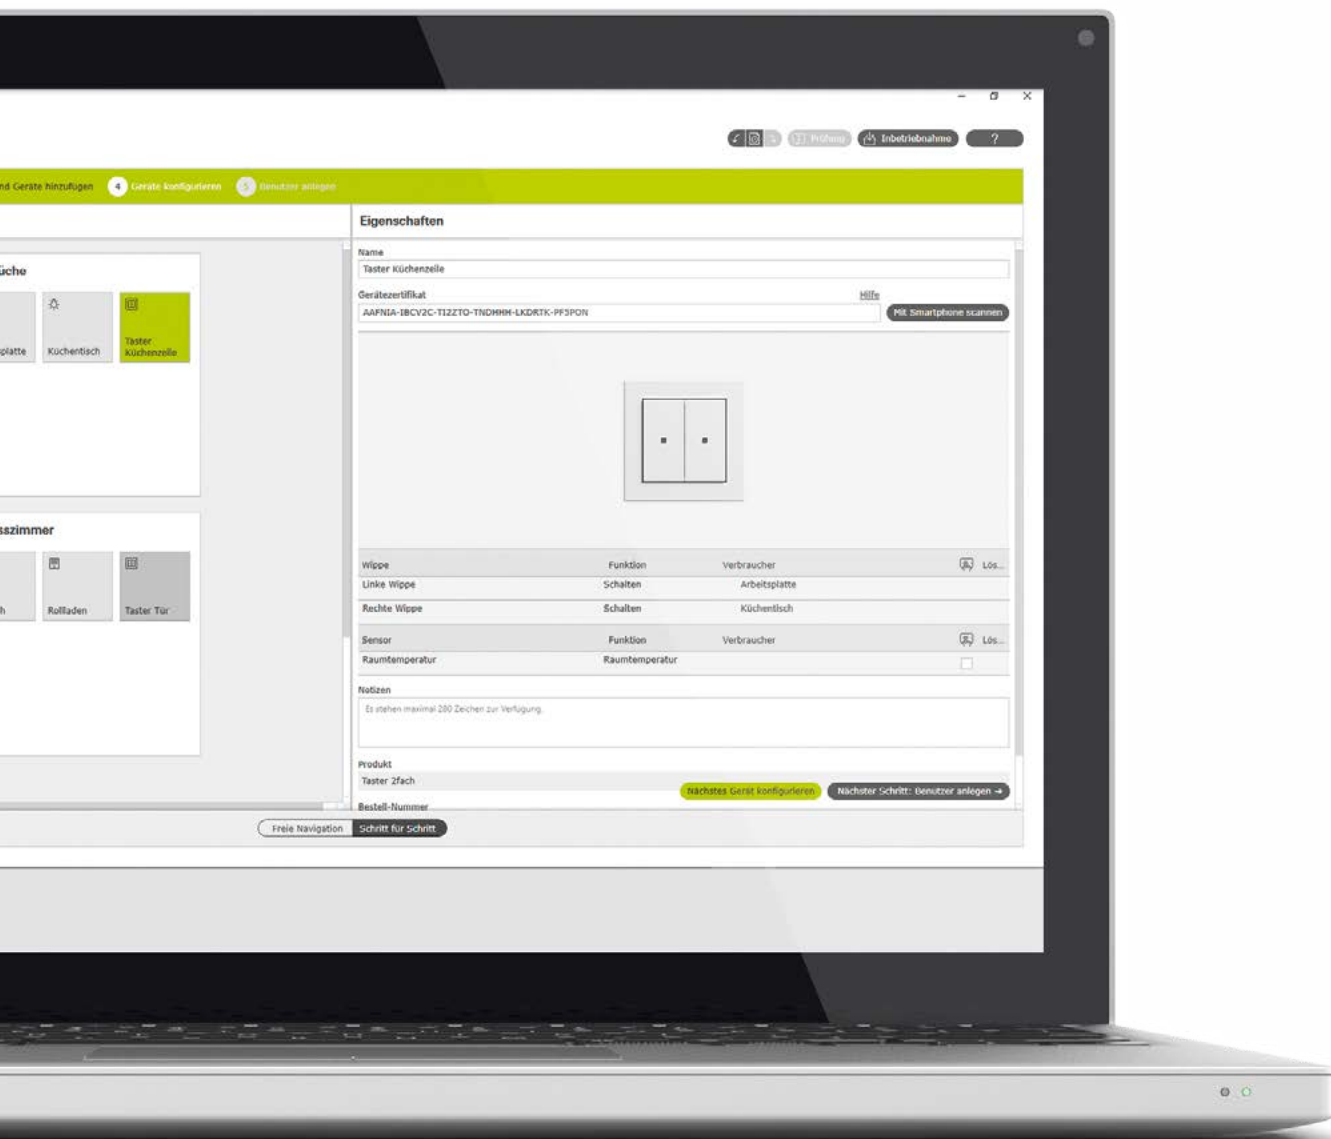 Prüfung Inbetriebnahme ?
nd Geräte hinzufügen 4 Geräte konfigurieren 5 Benutzer anlegen
Eigenschaften
Name
Taster Küchenzeile
Gerätezertifikat Hilfe
AAFNIA-IBCV2C-TI2ZTO-TNDMHH-LKDRTK-PF5PON Mit Smartphone scannen
üche
splatte Küchentisch Taster
Küchenzeile
sszimmer
h Rollladen Taster Tür
Wippe Funktion Verbraucher Lös...
Linke Wippe Schalten Arbeitsplatte
Rechte Wippe Schalten Küchentisch
Sensor Funktion Verbraucher Lös...
Raumtemperatur Raumtemperatur
Notizen
Es stehen maximal 280 Zeichen zur Verfügung.
Produkt
Taster 2fach
Nächstes Gerät konfigurieren Nächster Schritt: Benutzer anlegen →
Bestell-Nummer
Freie Navigation Schritt für Schritt